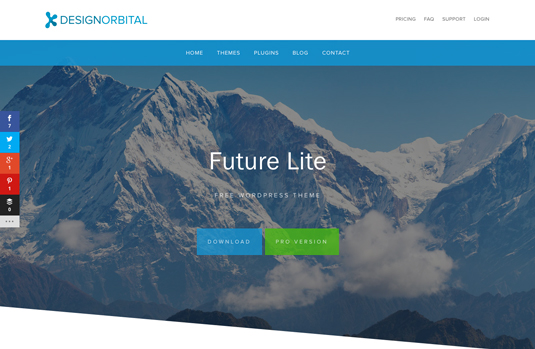 DESIGNORBITAL
PRICING FAQ SUPPORT LOGIN
HOME THEMES PLUGINS BLOG CONTACT
f
7
2
g+
1
1
0
Future Lite
FREE WORDPRESS THEME
DOWNLOAD PRO VERSION